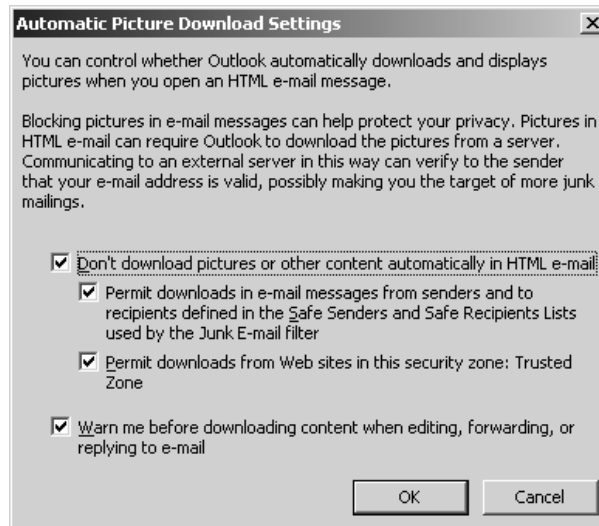 Automatic Picture Download Settings
You can control whether Outlook automatically downloads and displays
pictures when you open an HTML e-mail message.
Blocking pictures in e-mail messages can help protect your privacy. Pictures in
HTML e-mail can require Outlook to download the pictures from a server.
Communicating to an external server in this way can verify to the sender
that your e-mail address is valid, possibly making you the target of more junk
mailings.
Don't download pictures or other content automatically in HTML e-mail
Permit downloads in e-mail messages from senders and to
recipients defined in the Safe Senders and Safe Recipients Lists
used by the Junk E-mail filter
Permit downloads from Web sites in this security zone: Trusted
Zone
Warn me before downloading content when editing, forwarding, or
replying to e-mail
OK Cancel